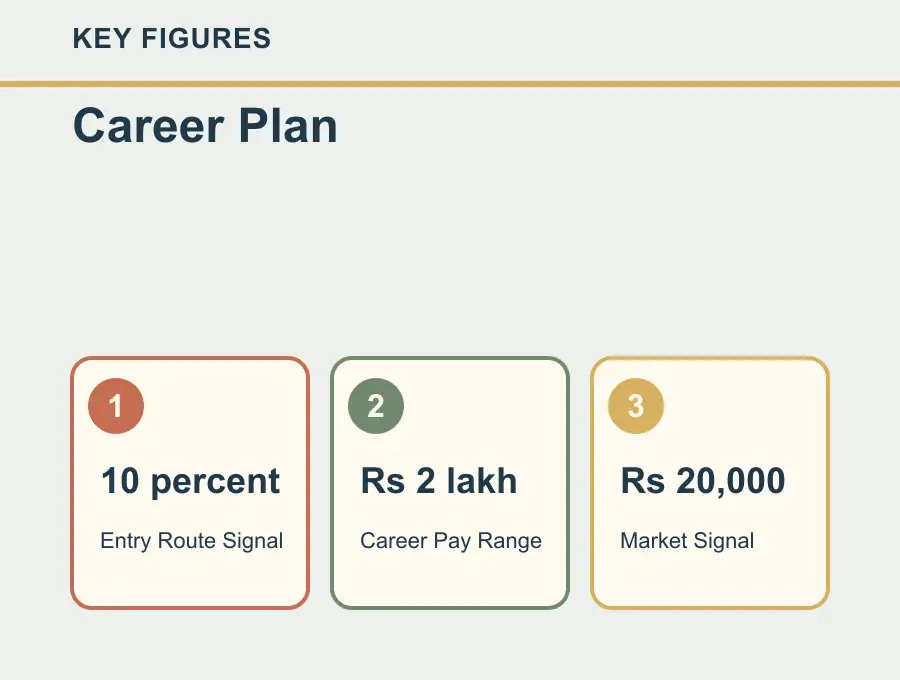 KEY FIGURES
Career Plan
1
2
3
10 percent
Rs 2 lakh
Rs 20,000
Entry Route Signal
Career Pay Range
Market Signal